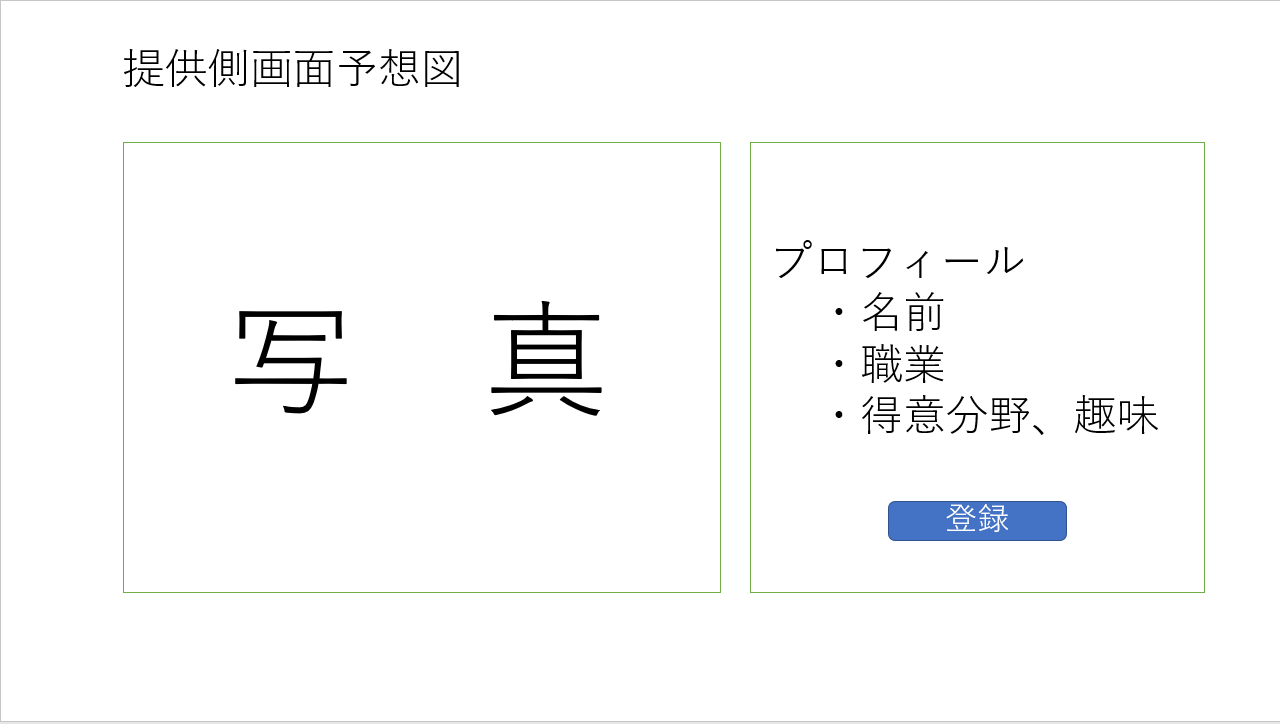 提供側画面予想図
写　真
プロフィール
・名前
・職業
・得意分野、趣味
登録